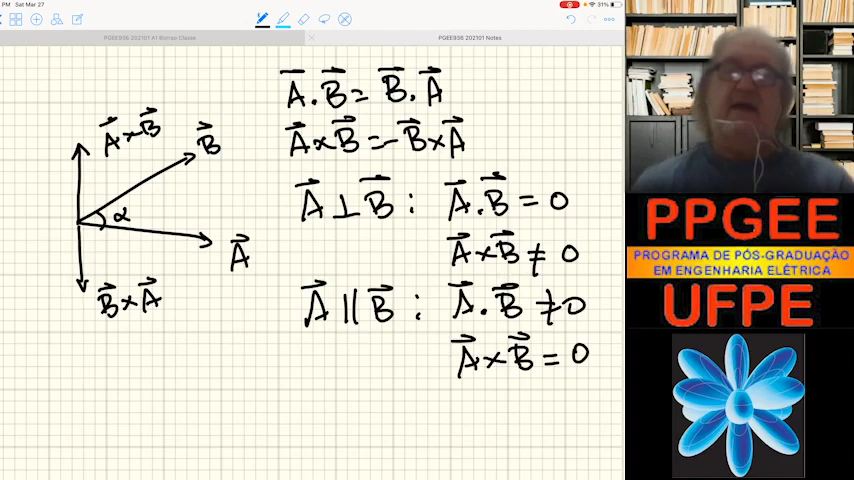 PM Sat Mar 27
31%
PGEE936 202101 A1 Borrao Classe
PGEE936 202101 Notes
A⃗ . B⃗ = B⃗ . A⃗
A⃗ × B⃗ = - B⃗ × A⃗
A⃗ ⊥ B⃗ : A⃗ . B⃗ = 0
A⃗ × B⃗ ≠ 0
A⃗ || B⃗ : A⃗ . B⃗ ≠ 0
A⃗ × B⃗ = 0
A⃗ × B⃗
B⃗
α
A⃗
B⃗ × A⃗
PPGEE
PROGRAMA DE PÓS-GRADUAÇÃO
EM ENGENHARIA ELÉTRICA
UFPE